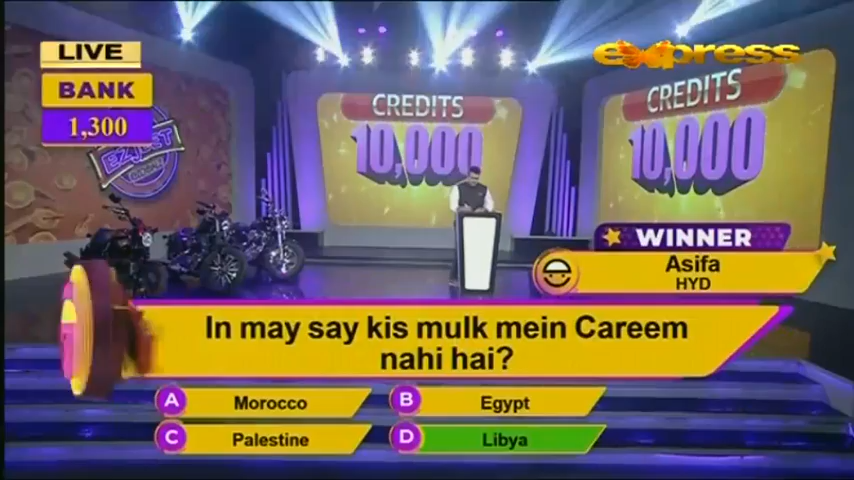 LIVE
BANK
1,300
express
CREDITS
10,000
CREDITS
10,000
EZJEET
WINNER
Asifa
HYD
In may say kis mulk mein Careem
nahi hai?
A Morocco
B Egypt
C Palestine
D Libya